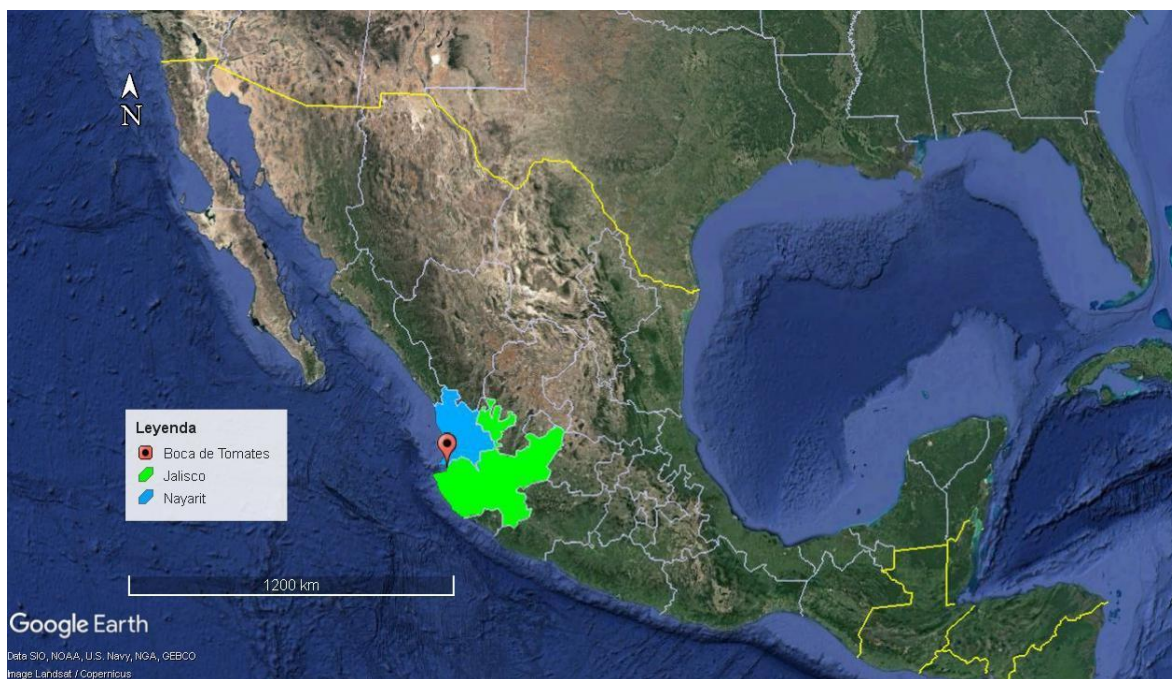 N
Leyenda
Boca de Tomates
Jalisco
Nayarit
1200 km
Google Earth
Data SIO, NOAA, U.S. Navy, NGA, GEBCO
Image Landsat / Copernicus